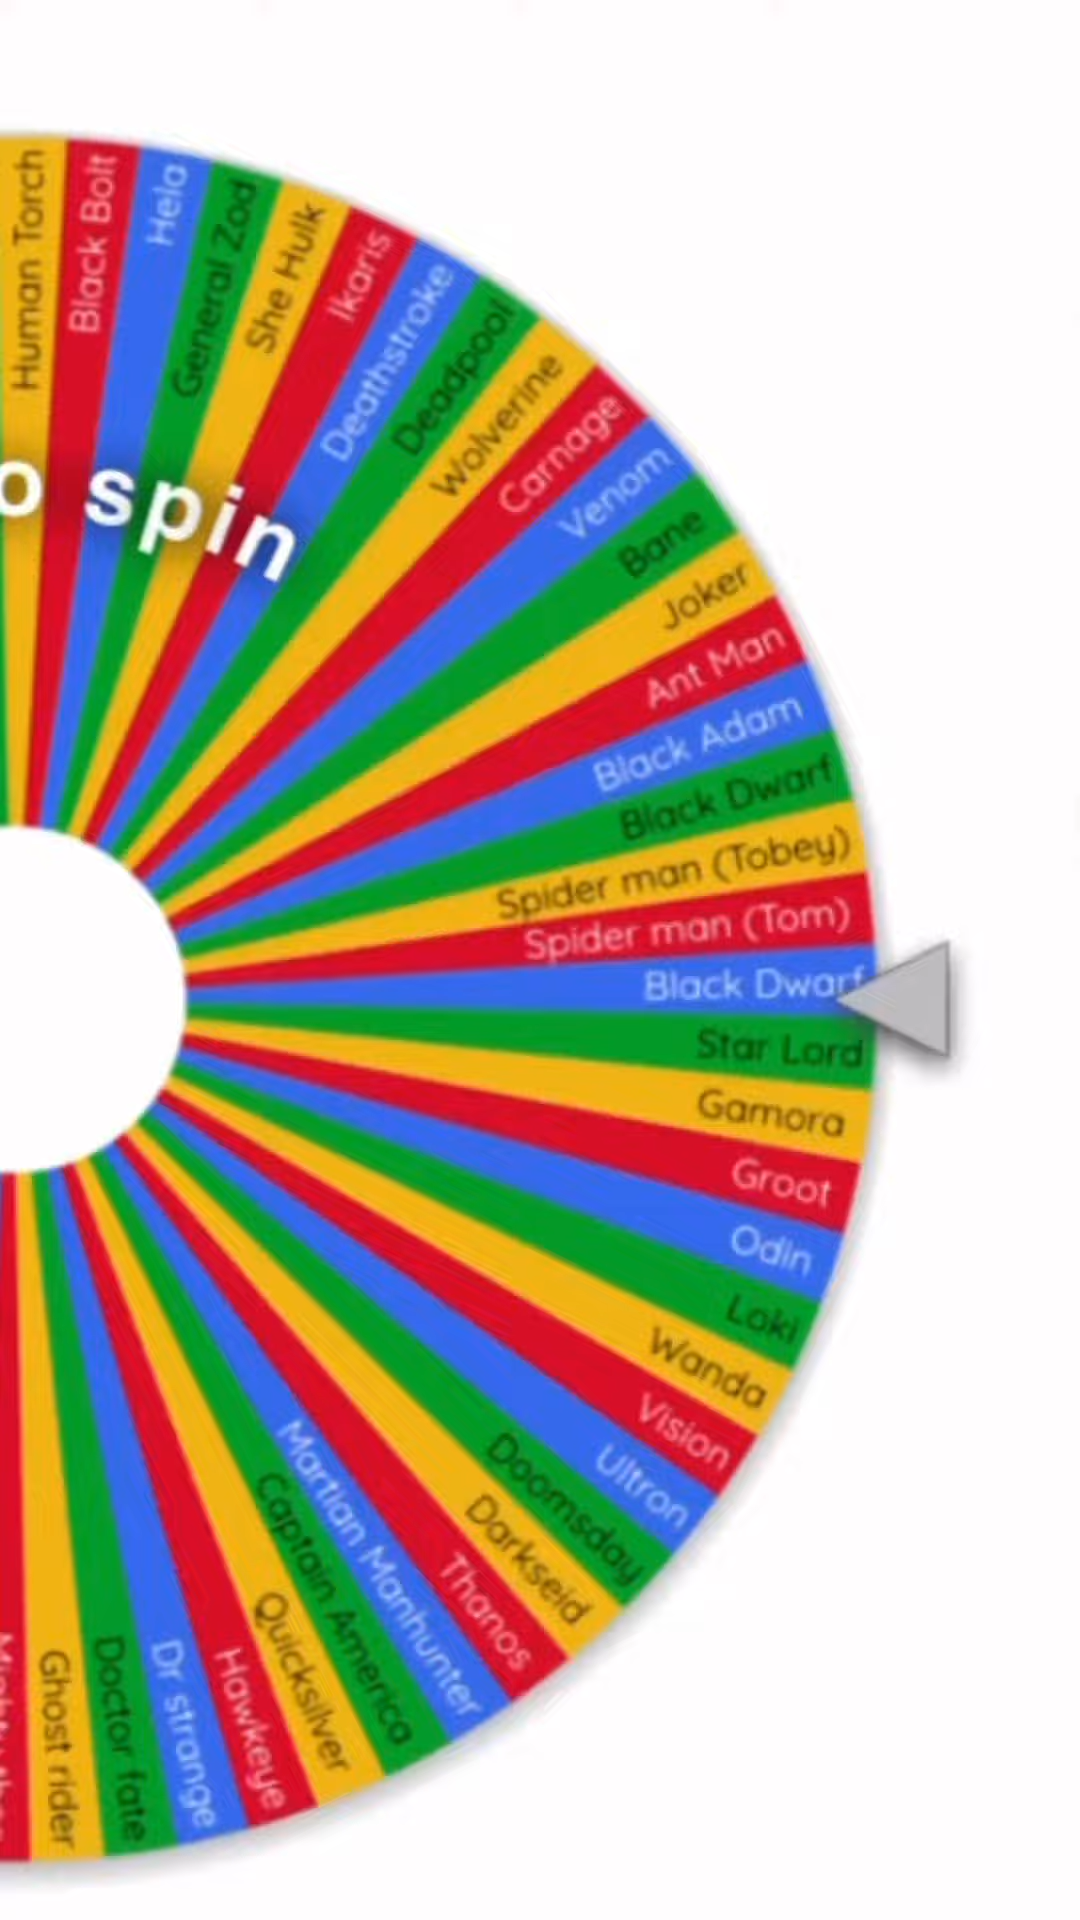 Human Torch
Black Bolt
Hela
General Zod
She Hulk
Ikaris
Deathstroke
Deadpool
Wolverine
Carnage
Venom
Bane
Joker
Ant Man
Black Adam
Black Dwarf
Spider man (Tobey)
Spider man (Tom)
Black Dwarf
Star Lord
Gamora
Groot
Odin
Loki
Wanda
Vision
Ultron
Doomsday
Darkseid
Thanos
Martian Manhunter
Captain America
Quicksilver
Hawkeye
Dr strange
Doctor fate
Ghost rider
o spin